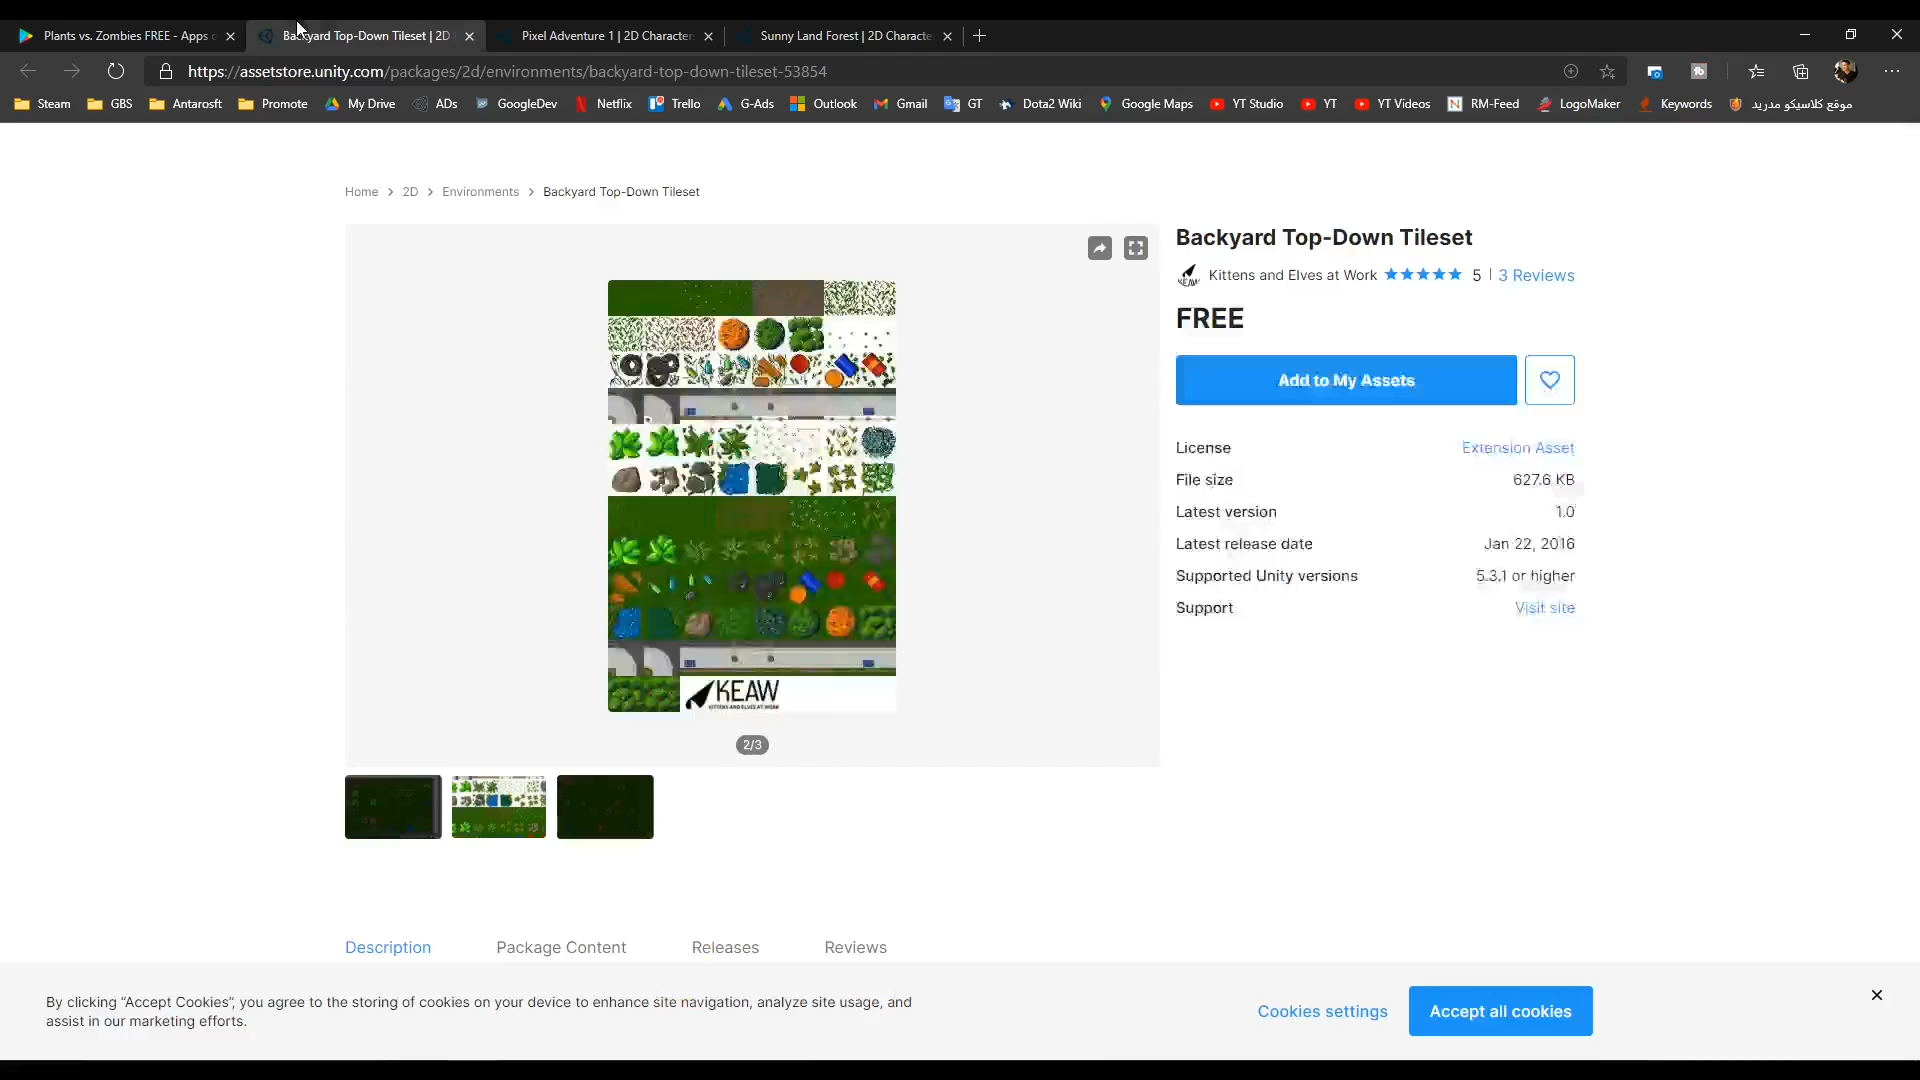 Plants vs. Zombies FREE - Apps o
Backyard Top-Down Tileset | 2D
Pixel Adventure 1 | 2D Character
Sunny Land Forest | 2D Characte
https://assetstore.unity.com/packages/2d/environments/backyard-top-down-tileset-53854
Steam GBS Antarosft Promote My Drive ADs GoogleDev Netflix Trello G-Ads Outlook Gmail GT Dota2 Wiki Google Maps YT Studio YT YT Videos RM-Feed LogoMaker Keywords موقع كلاسيكو مدريد
Home > 2D > Environments > Backyard Top-Down Tileset
Backyard Top-Down Tileset
Kittens and Elves at Work 5 | 3 Reviews
FREE
Add to My Assets
License Extension Asset
File size 627.6 KB
Latest version 1.0
Latest release date Jan 22, 2016
Supported Unity versions 5.3.1 or higher
Support Visit site
KEAW
KITTENS AND ELVES AT WORK
2/3
Description Package Content Releases Reviews
By clicking “Accept Cookies”, you agree to the storing of cookies on your device to enhance site navigation, analyze site usage, and
assist in our marketing efforts.
Cookies settings
Accept all cookies